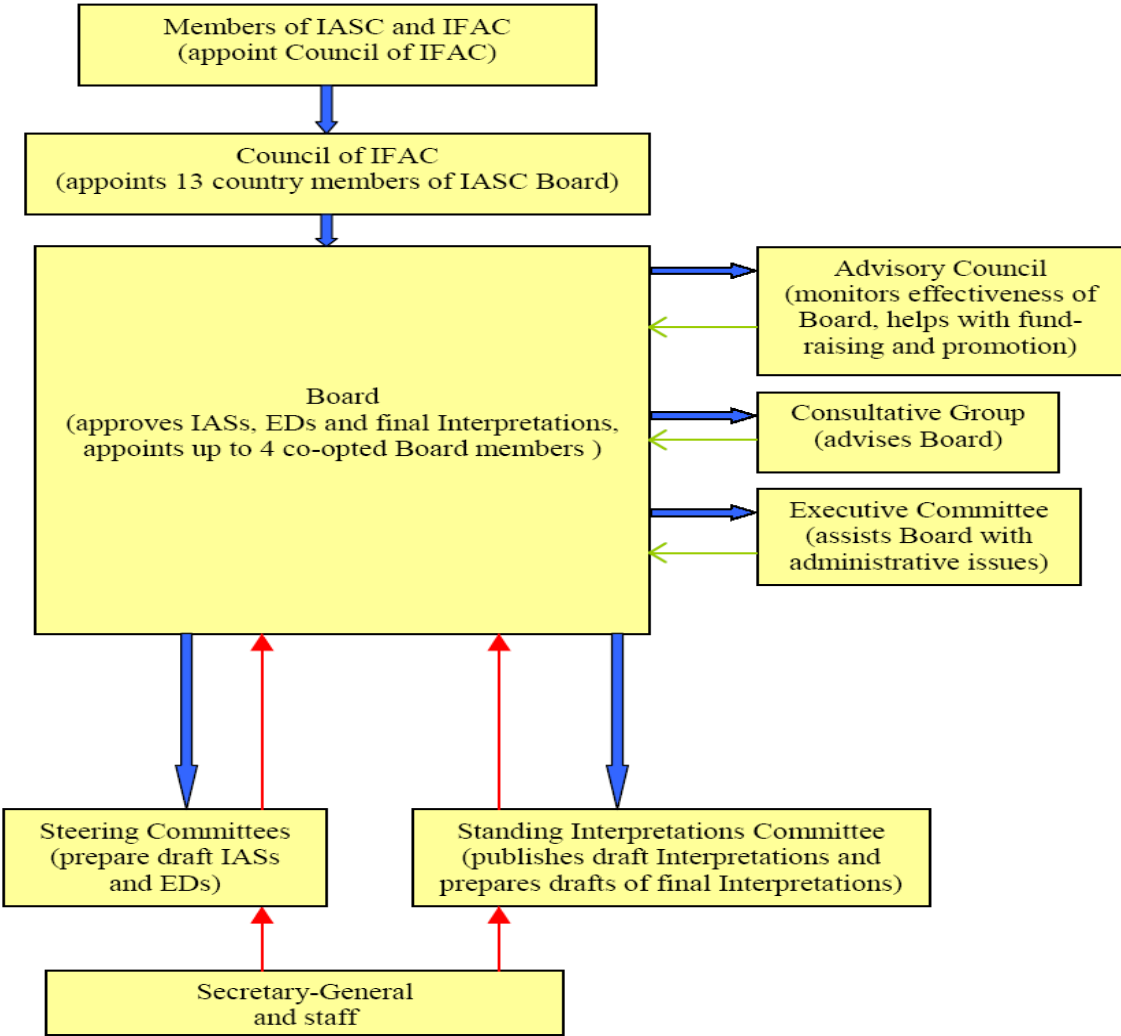 Members of IASC and IFAC
(appoint Council of IFAC)
Council of IFAC
(appoints 13 country members of IASC Board)
Board
(approves IASs, EDs and final Interpretations,
appoints up to 4 co-opted Board members )
Advisory Council
(monitors effectiveness of
Board, helps with fund-
raising and promotion)
Consultative Group
(advises Board)
Executive Committee
(assists Board with
administrative issues)
Steering Committees
(prepare draft IASs
and EDs)
Standing Interpretations Committee
(publishes draft Interpretations and
prepares drafts of final Interpretations)
Secretary-General
and staff